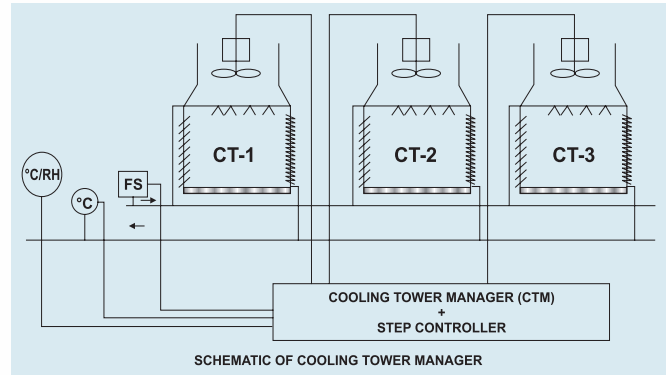 CT-1
CT-2
CT-3
°C/RH
FS
°C
COOLING TOWER MANAGER (CTM)
+
STEP CONTROLLER
SCHEMATIC OF COOLING TOWER MANAGER